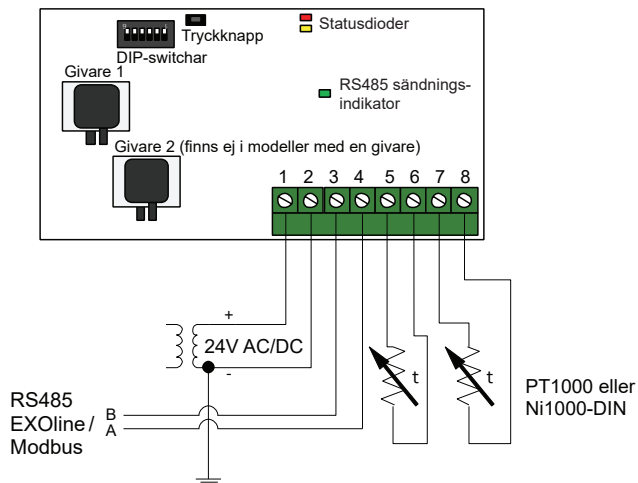 Statusdioder
Tryckknapp
DIP-switchar
Givare 1
RS485 sändnings-
indikator
Givare 2 (finns ej i modeller med en givare)
1 2 3 4 5 6 7 8
+
24V AC/DC
-
t
t
PT1000 eller
Ni1000-DIN
RS485
EXOline /
Modbus
B
A